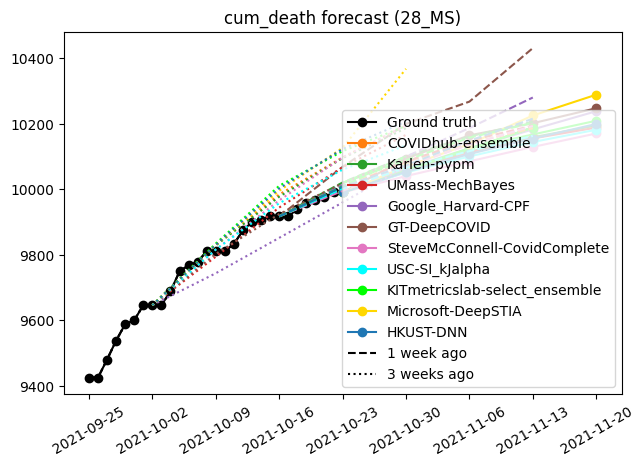 cum_death forecast (28_MS)
10400
10200
10000
9800
9600
9400
Ground truth
COVIDhub-ensemble
Karlen-pypm
UMass-MechBayes
Google_Harvard-CPF
GT-DeepCOVID
SteveMcConnell-CovidComplete
USC-SI_kJalpha
KITmetricslab-select_ensemble
Microsoft-DeepSTIA
HKUST-DNN
1 week ago
3 weeks ago
2021-09-25
2021-10-02
2021-10-09
2021-10-16
2021-10-23
2021-10-30
2021-11-06
2021-11-13
2021-11-20